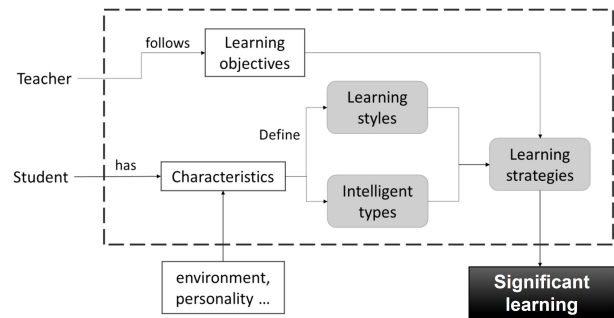 follows
Learning
objectives
Teacher
Learning
styles
Define
has
Student
Characteristics
Intelligent
types
Learning
strategies
environment,
personality ...
Significant
learning